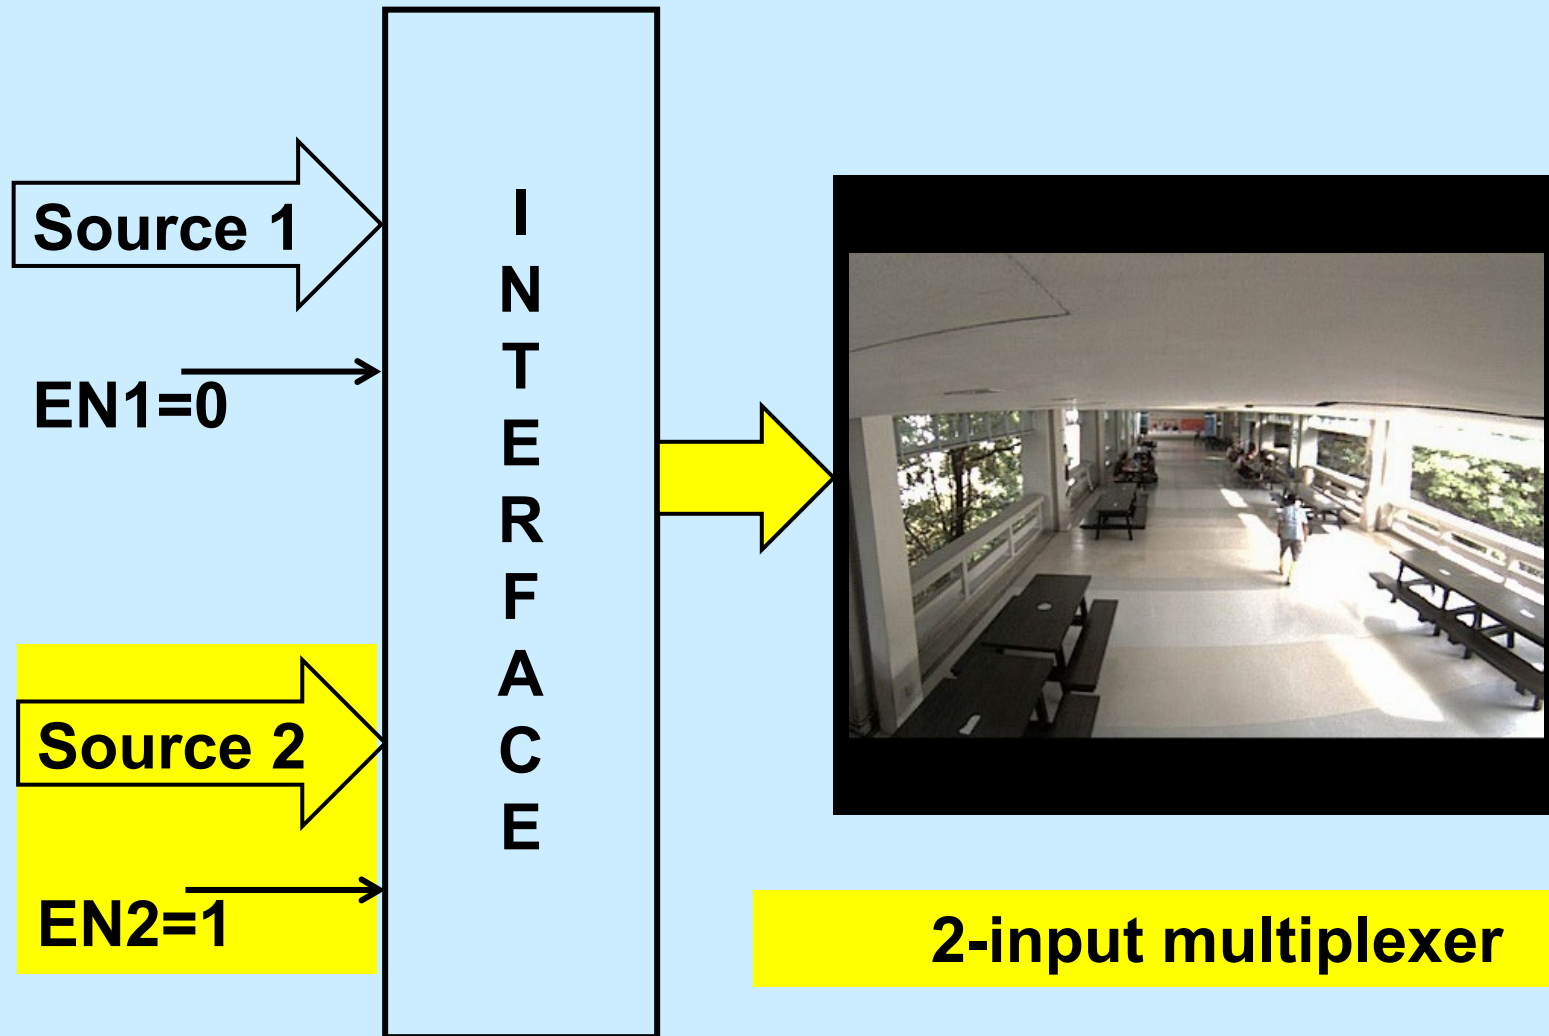 Source 1
EN1=0
Source 2
EN2=1
I
N
T
E
R
F
A
C
E
2-input multiplexer